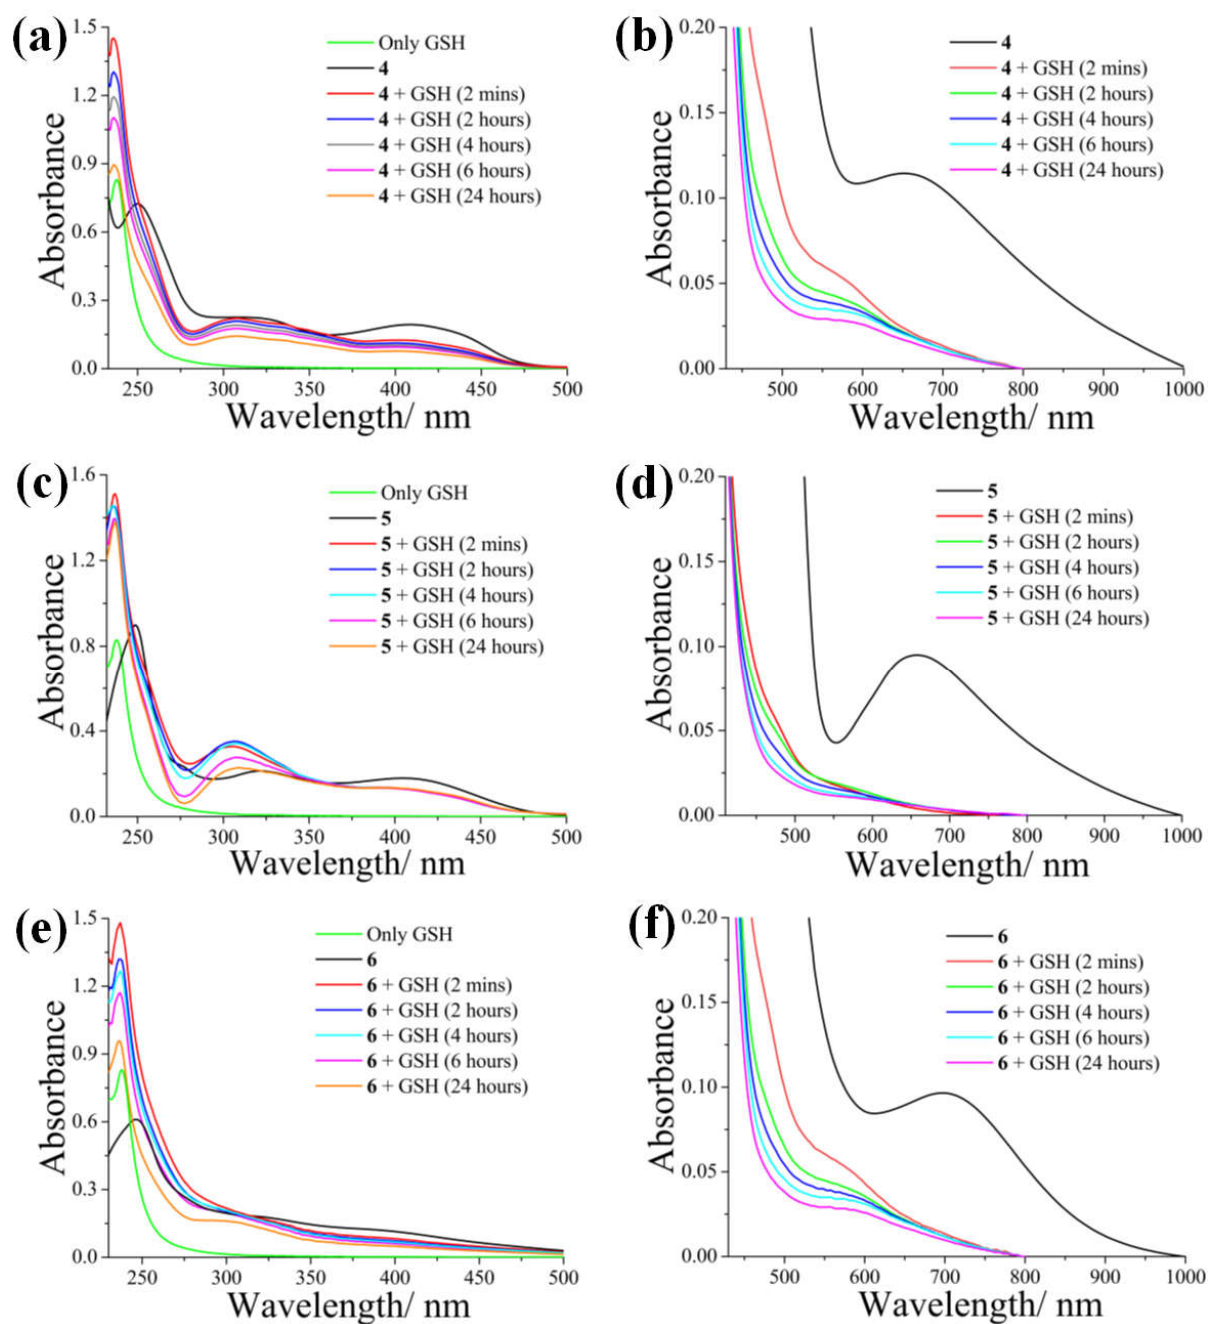 (a)
1.5
1.2
0.9
0.6
0.3
0.0
Absorbance
Only GSH
4
4 + GSH (2 mins)
4 + GSH (2 hours)
4 + GSH (4 hours)
4 + GSH (6 hours)
4 + GSH (24 hours)
250 300 350 400 450 500
Wavelength/ nm
(b)
0.20
0.15
0.10
0.05
0.00
Absorbance
4
4 + GSH (2 mins)
4 + GSH (2 hours)
4 + GSH (4 hours)
4 + GSH (6 hours)
4 + GSH (24 hours)
500 600 700 800 900 1000
Wavelength/ nm
(c)
1.6
1.2
0.8
0.4
0.0
Absorbance
Only GSH
5
5 + GSH (2 mins)
5 + GSH (2 hours)
5 + GSH (4 hours)
5 + GSH (6 hours)
5 + GSH (24 hours)
250 300 350 400 450 500
Wavelength/ nm
(d)
0.20
0.15
0.10
0.05
0.00
Absorbance
5
5 + GSH (2 mins)
5 + GSH (2 hours)
5 + GSH (4 hours)
5 + GSH (6 hours)
5 + GSH (24 hours)
500 600 700 800 900 1000
Wavelength/ nm
(e)
1.5
1.2
0.9
0.6
0.3
0.0
Absorbance
Only GSH
6
6 + GSH (2 mins)
6 + GSH (2 hours)
6 + GSH (4 hours)
6 + GSH (6 hours)
6 + GSH (24 hours)
250 300 350 400 450 500
Wavelength/ nm
(f)
0.20
0.15
0.10
0.05
0.00
Absorbance
6
6 + GSH (2 mins)
6 + GSH (2 hours)
6 + GSH (4 hours)
6 + GSH (6 hours)
6 + GSH (24 hours)
500 600 700 800 900 1000
Wavelength/ nm